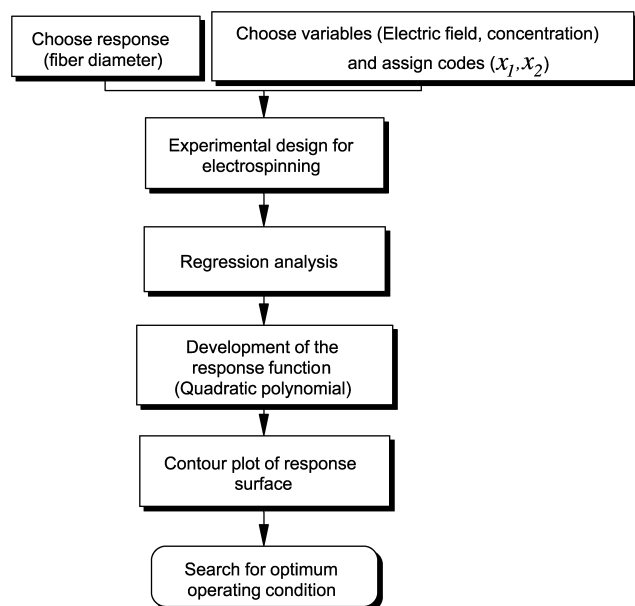 Choose response
(fiber diameter)
Choose variables (Electric field, concentration)
and assign codes (x₁,x₂)
Experimental design for
electrospinning
Regression analysis
Development of the
response function
(Quadratic polynomial)
Contour plot of response
surface
Search for optimum
operating condition